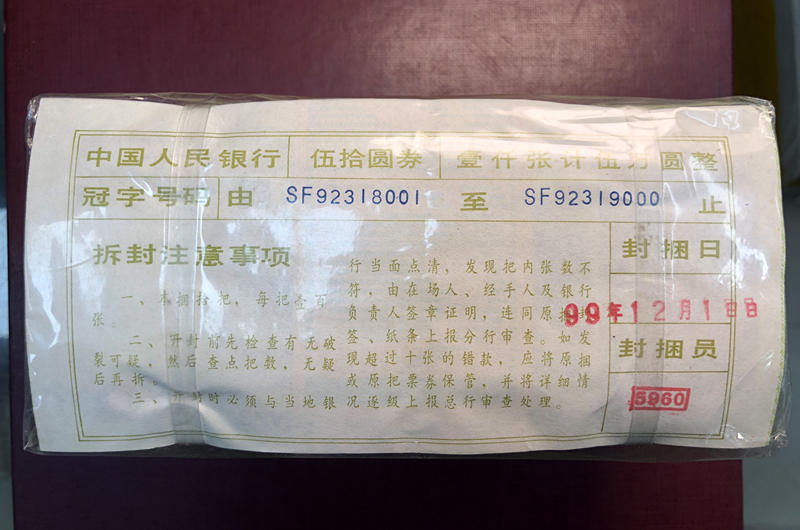 中国人民银行 伍拾圆券 壹仟张计伍万圆整
冠字号码 由 SF92318001 至 SF92319000 止
拆封注意事项
一、本捆拾把，每把壹百
张。
二、开封前先检查有无破
裂可疑，然后查点把数，无疑
后再拆。
三、开封时必须与当地银
行当面点清，发现把内张数不
符，由在场人、经手人及银行
负责人签章证明，连同原捆封
签、纸条上报分行审查。如发
现超过十张的错款，应将原捆
或原把票券保管，并将详细情
况逐级上报总行审查处理。
封捆日
99年12月1日
封捆员
5960